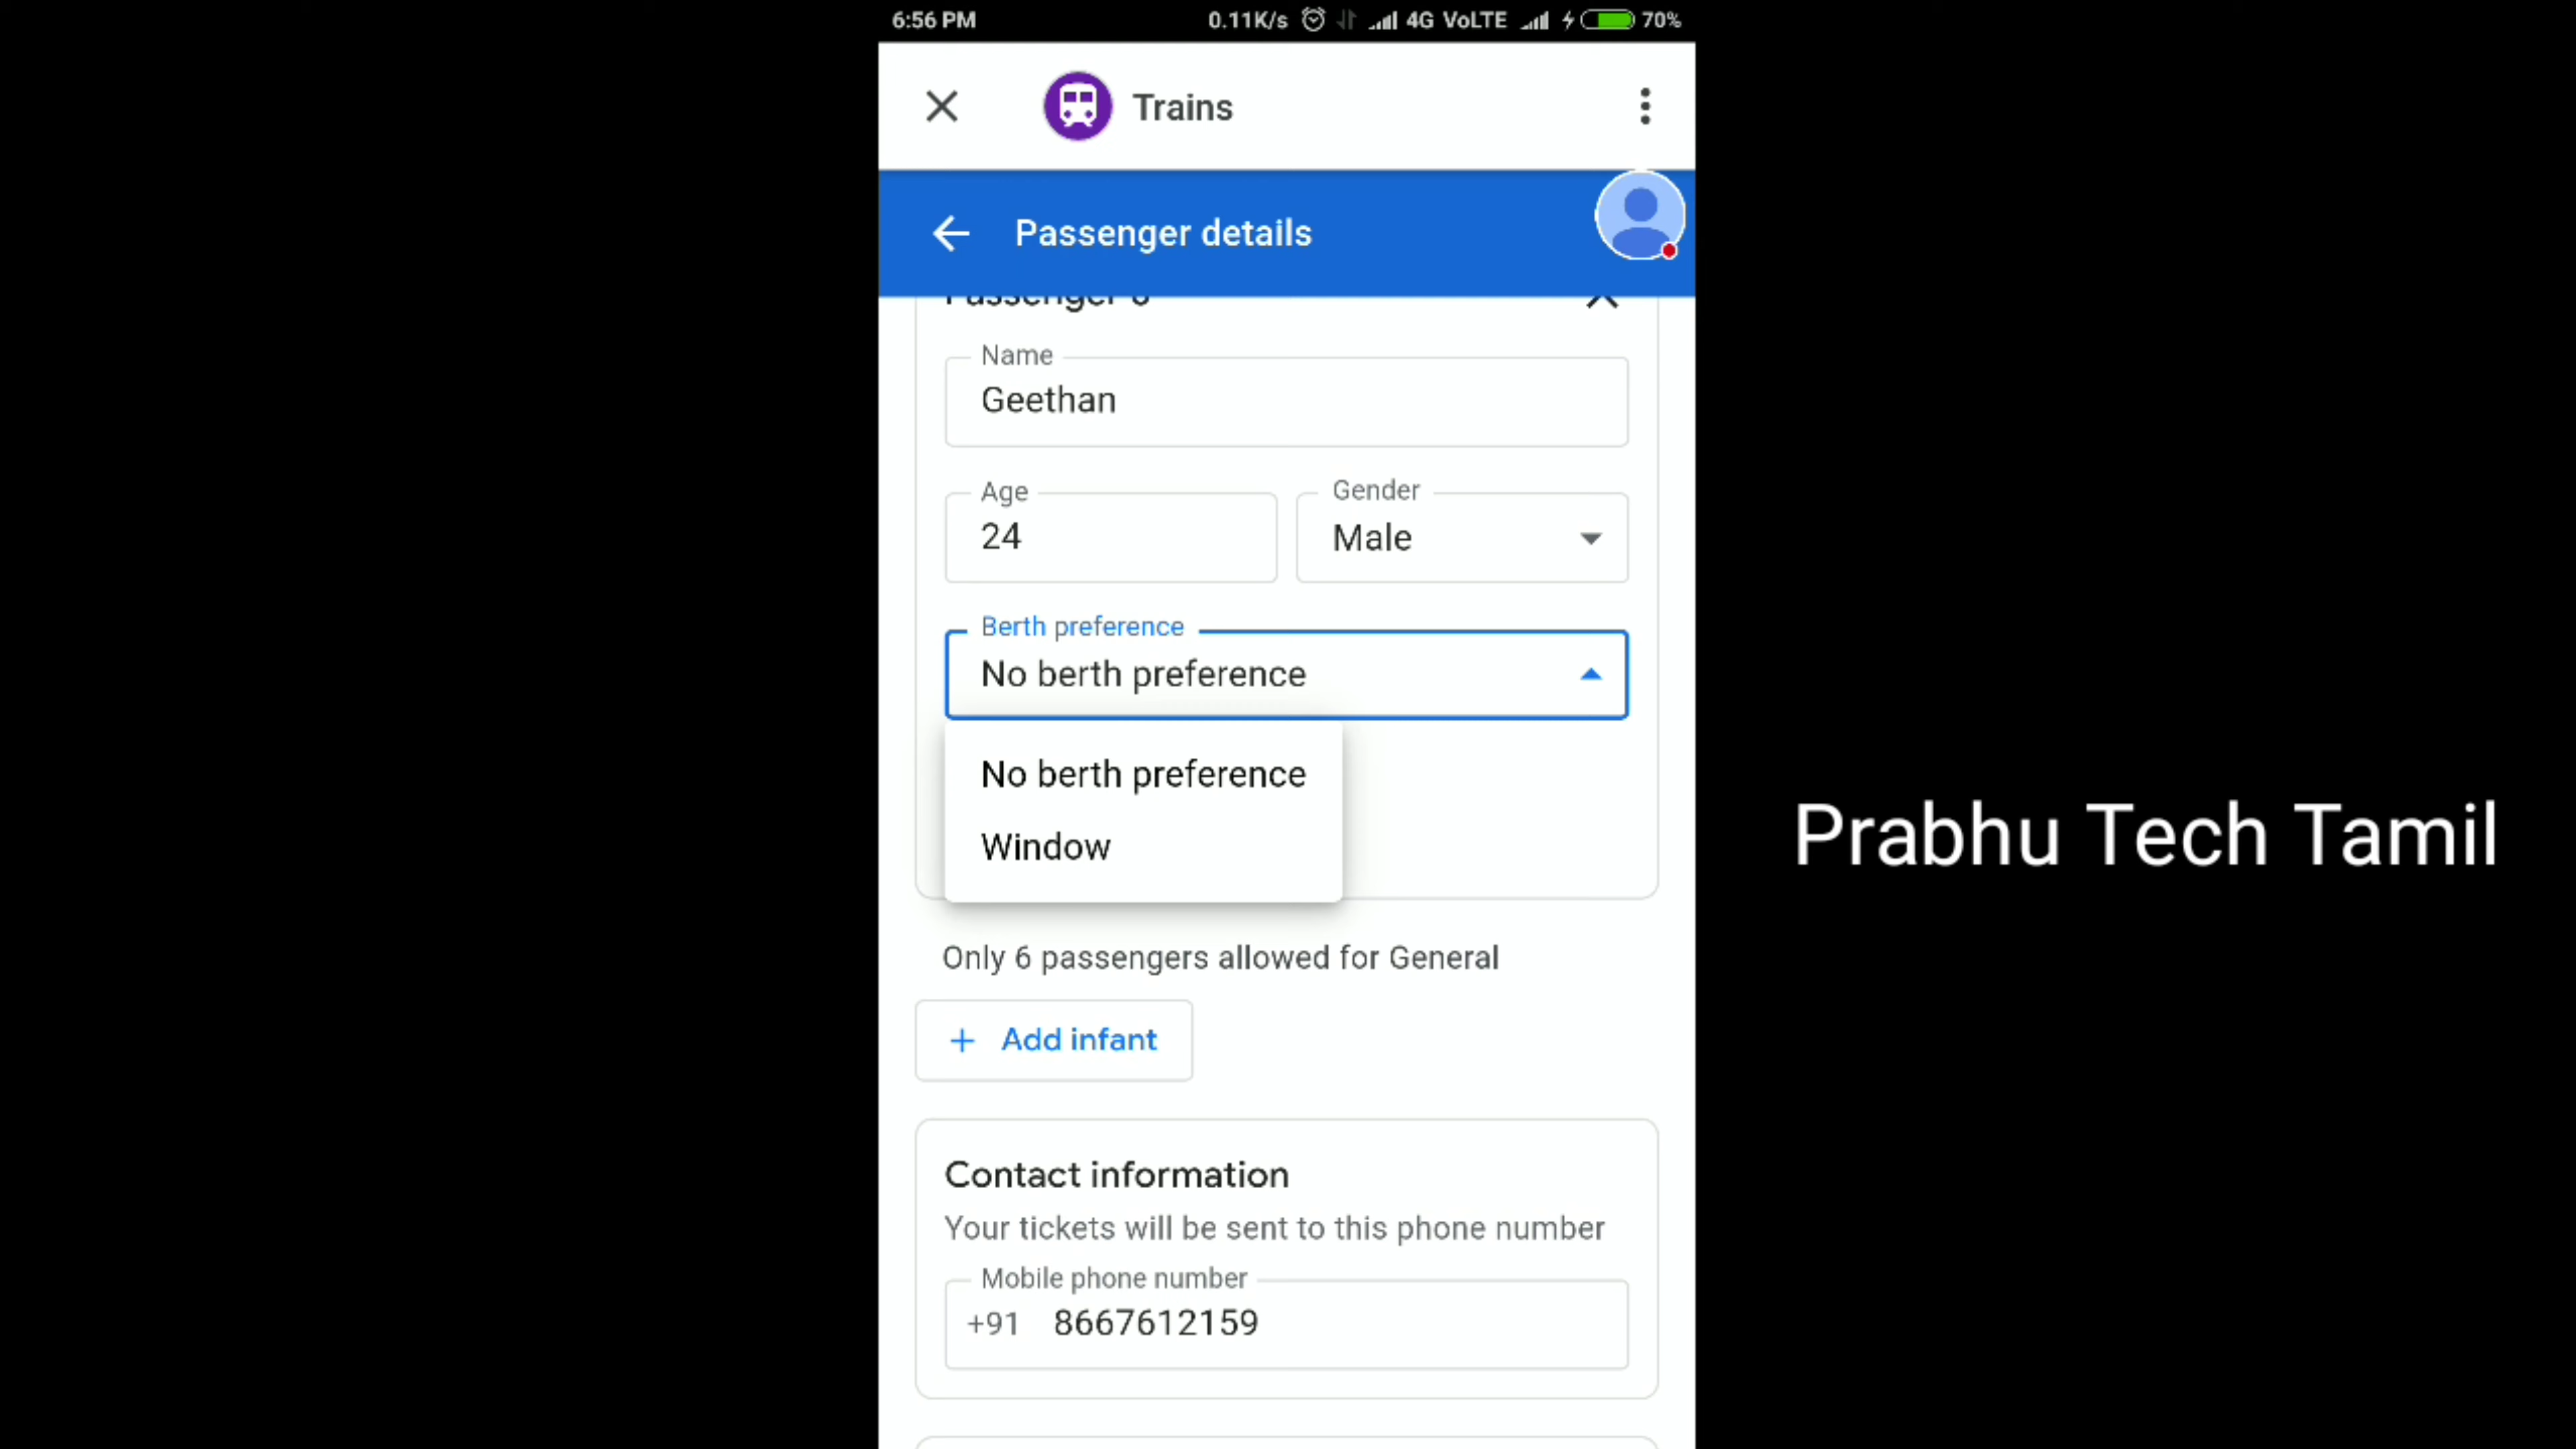 6:56 PM
0.11K/s 4G VoLTE 70%
Trains
Passenger details
Passenger 6
Name
Geethan
Age
24
Gender
Male
Berth preference
No berth preference
No berth preference
Window
Only 6 passengers allowed for General
+ Add infant
Contact information
Your tickets will be sent to this phone number
Mobile phone number
+91 8667612159
Prabhu Tech Tamil